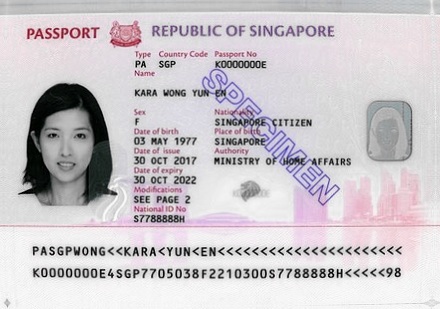 PASSPORT REPUBLIC OF SINGAPORE
Type Country Code Passport No
PA SGP K0000000E
Name
KARA WONG YUN EN
Sex Nationality
F SINGAPORE CITIZEN
Date of birth Place of birth
03 MAY 1977 SINGAPORE
Date of issue Authority
30 OCT 2017 MINISTRY OF HOME AFFAIRS
Date of expiry
30 OCT 2022
Modifications
SEE PAGE 2
National ID No
S7788888H
SPECIMEN
PASGPWONG<<KARA<YUN<EN<<<<<<<<<<<<<<<<<<<<<<
K0000000E4SGP7705038F2210300S7788888H<<<<<98